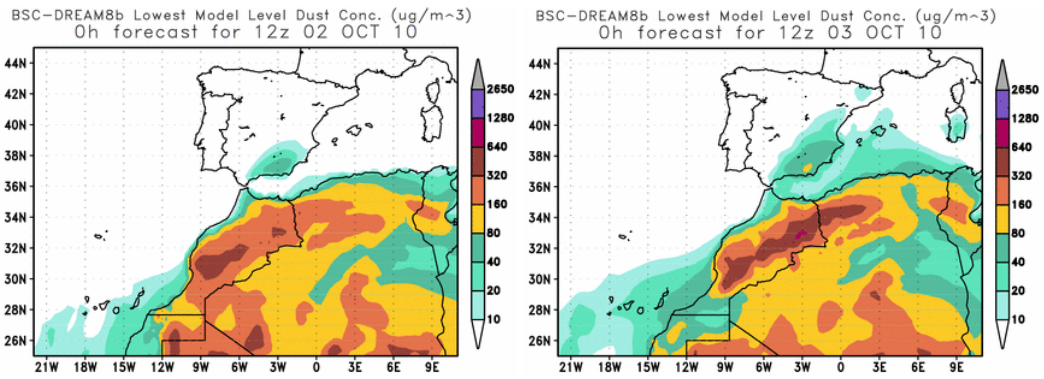 BSC-DREAM8b Lowest Model Level Dust Conc. (ug/m^3)
0h forecast for 12z 02 OCT 10
44N
42N
40N
38N
36N
34N
32N
30N
28N
26N
21W 18W 15W 12W 9W 6W 3W 0 3E 6E 9E
2650
1280
640
320
160
80
40
20
10
BSC-DREAM8b Lowest Model Level Dust Conc. (ug/m^3)
0h forecast for 12z 03 OCT 10
44N
42N
40N
38N
36N
34N
32N
30N
28N
26N
21W 18W 15W 12W 9W 6W 3W 0 3E 6E 9E
2650
1280
640
320
160
80
40
20
10